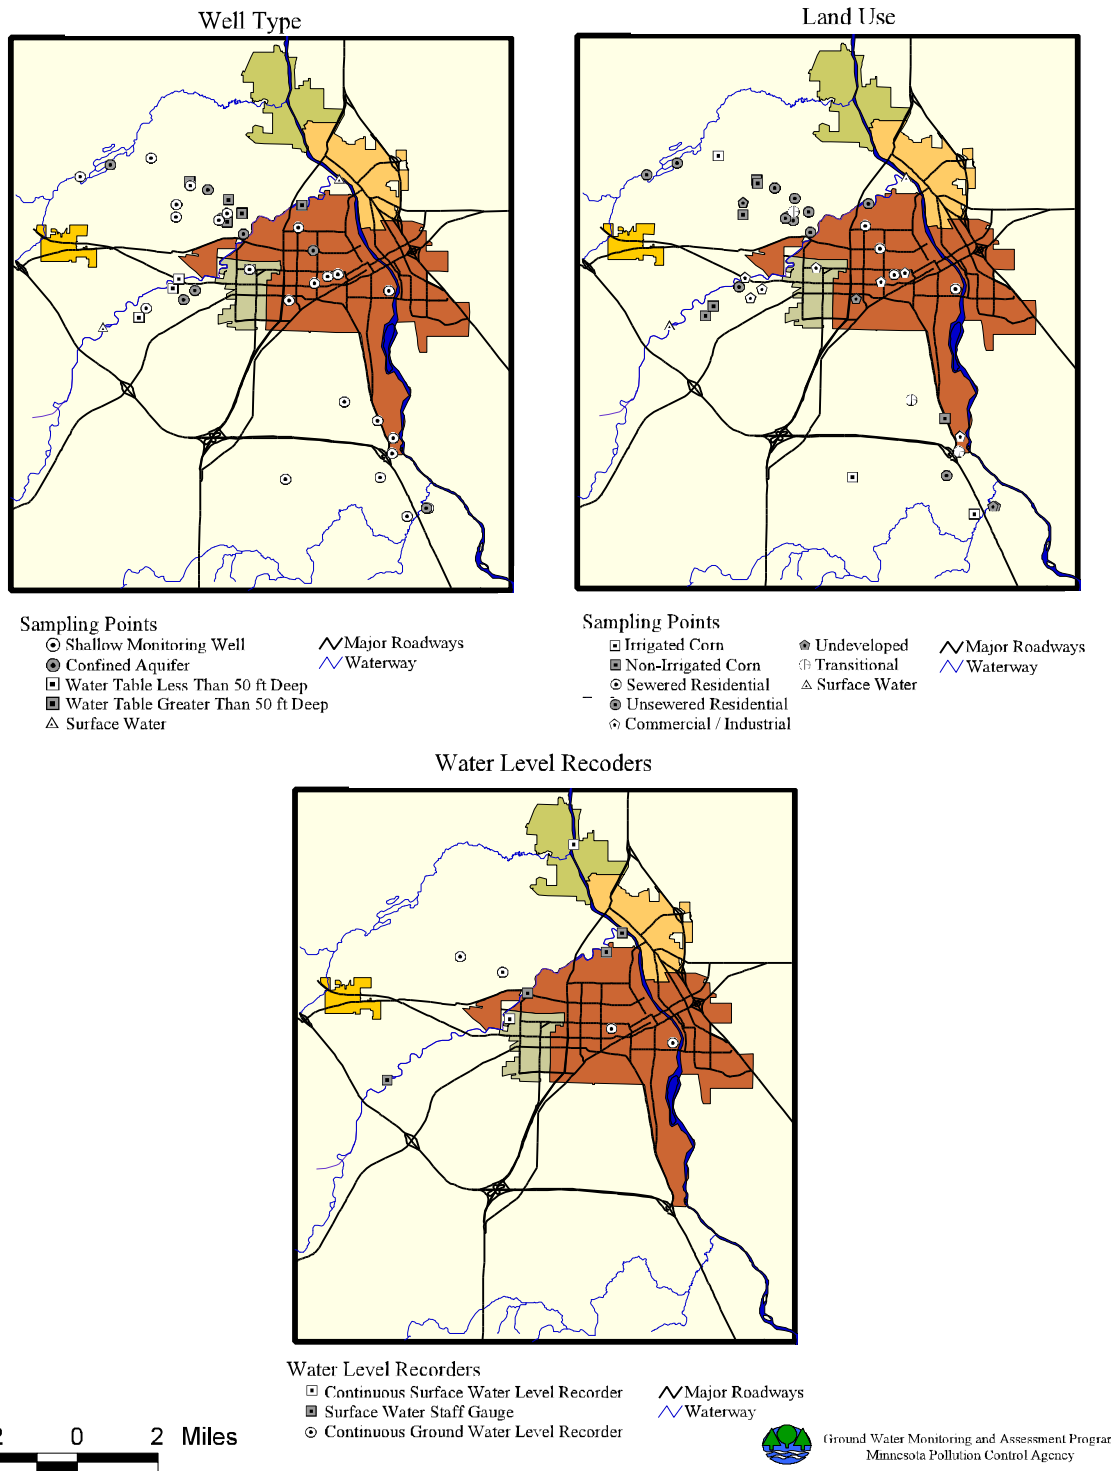 Well Type
Land Use
Sampling Points
Shallow Monitoring Well
Confined Aquifer
Water Table Less Than 50 ft Deep
Water Table Greater Than 50 ft Deep
Surface Water
Major Roadways
Waterway
Sampling Points
Irrigated Corn
Non-Irrigated Corn
Sewered Residential
Unsewered Residential
Commercial / Industrial
Undeveloped
Transitional
Surface Water
Major Roadways
Waterway
Water Level Recoders
Water Level Recorders
Continuous Surface Water Level Recorder
Surface Water Staff Gauge
Continuous Ground Water Level Recorder
Major Roadways
Waterway
2 0 2 Miles
Ground Water Monitoring and Assessment Program
Minnesota Pollution Control Agency